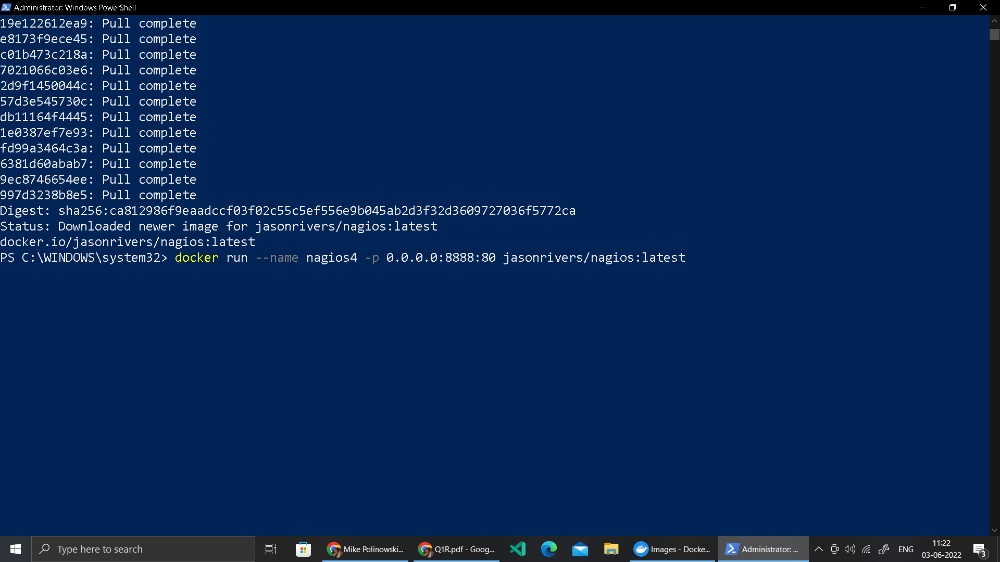 Administrator: Windows PowerShell
19e122612ea9: Pull complete
e8173f9ece45: Pull complete
c01b473c218a: Pull complete
7021066c03e6: Pull complete
2d9f1450044c: Pull complete
57d3e545730c: Pull complete
db11164f4445: Pull complete
1e0387ef7e93: Pull complete
fd99a3464c3a: Pull complete
6381d60abab7: Pull complete
9ec8746654ee: Pull complete
997d3238b8e5: Pull complete
Digest: sha256:ca812986f9eaadccf03f02c55c5ef556e9b045ab2d3f32d3609727036f5772ca
Status: Downloaded newer image for jasonrivers/nagios:latest
docker.io/jasonrivers/nagios:latest
PS C:\WINDOWS\system32> docker run --name nagios4 -p 0.0.0.0:8888:80 jasonrivers/nagios:latest
Type here to search
Mike Polinowski...
Q1R.pdf - Goog...
Images - Docke...
Administrator: ...
ENG
11:22
03-06-2022
3